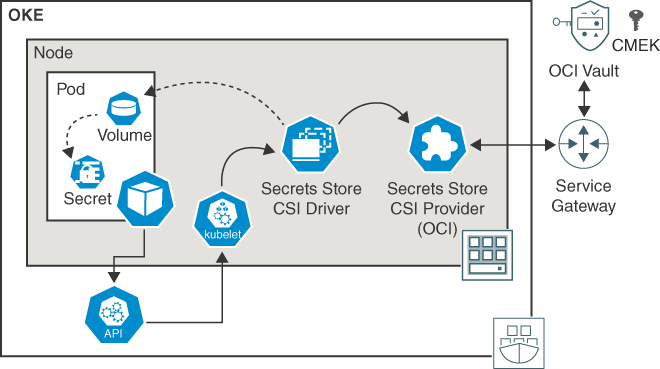 OKE
Node
Pod
Volume
Secret
kubelet
API
Secrets Store
CSI Driver
Secrets Store
CSI Provider
(OCI)
CMEK
OCI Vault
Service
Gateway